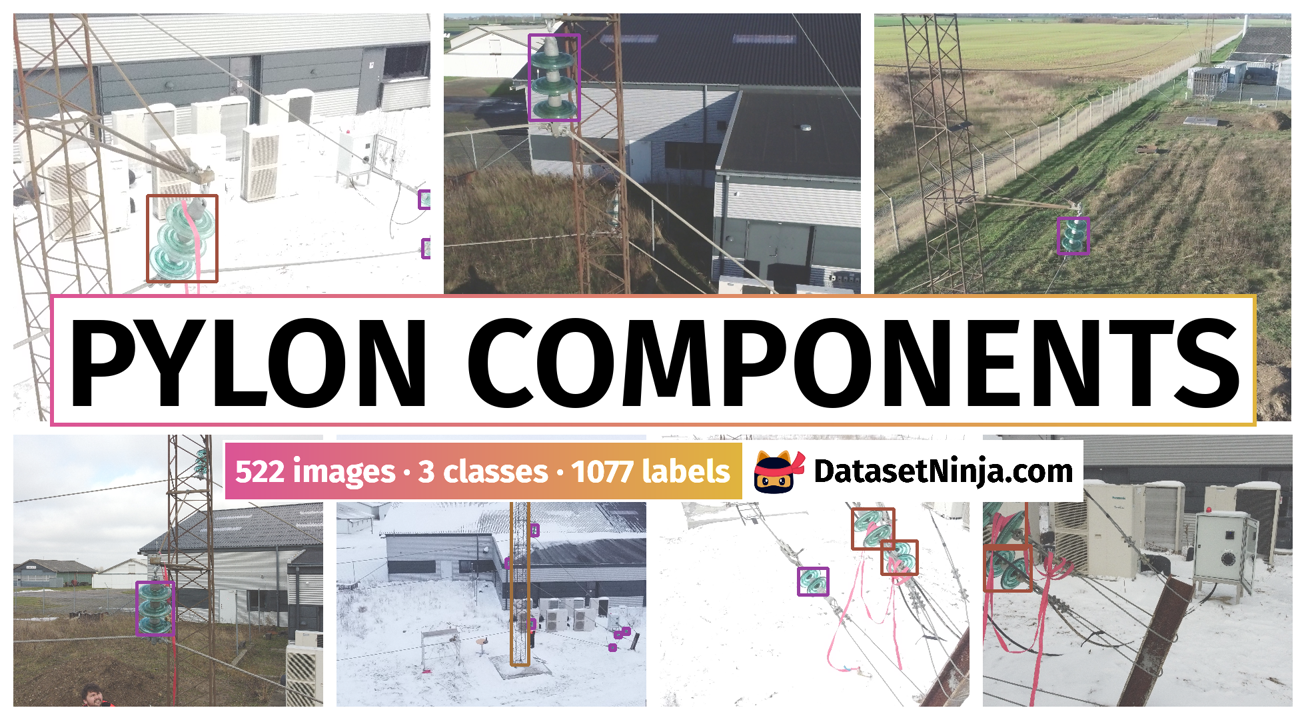 PYLON COMPONENTS
522 images · 3 classes · 1077 labels
DatasetNinja.com